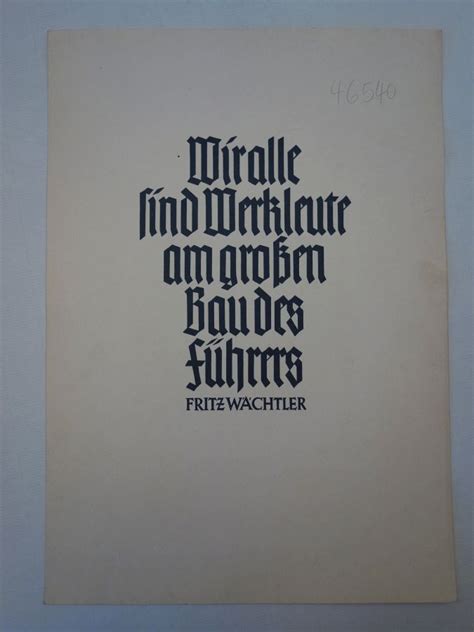 46540
Wir alle
sind Werkleute
am großen
Bau des
Führers
FRITZ WÄCHTLER